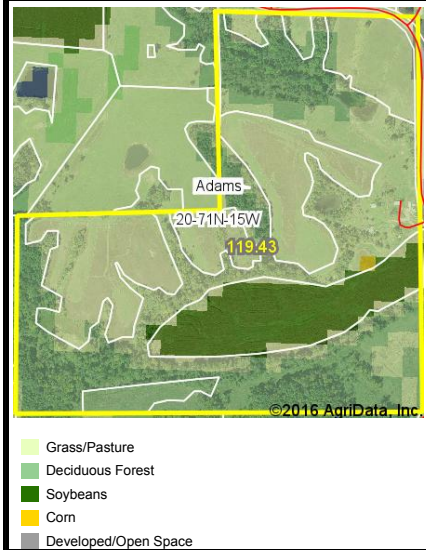 Adams
20-71N-15W
119.43
©2016 AgriData, Inc.
Grass/Pasture
Deciduous Forest
Soybeans
Corn
Developed/Open Space